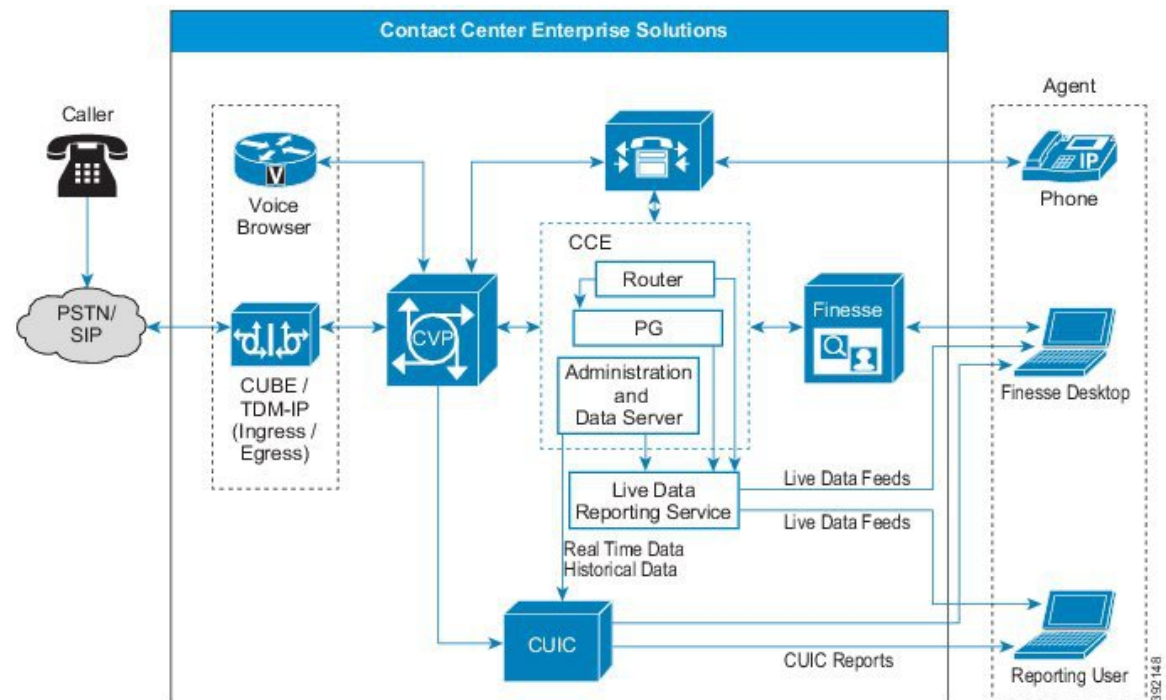 Contact Center Enterprise Solutions
Caller
Agent
V
Voice
Browser
IP
Phone
CCE
Router
PG
Administration
and
Data Server
PSTN/
SIP
CVP
Finesse
CUBE /
TDM-IP
(Ingress /
Egress)
Finesse Desktop
Live Data
Reporting Service
Live Data Feeds
Live Data Feeds
Real Time Data
Historical Data
CUIC
CUIC Reports
Reporting User